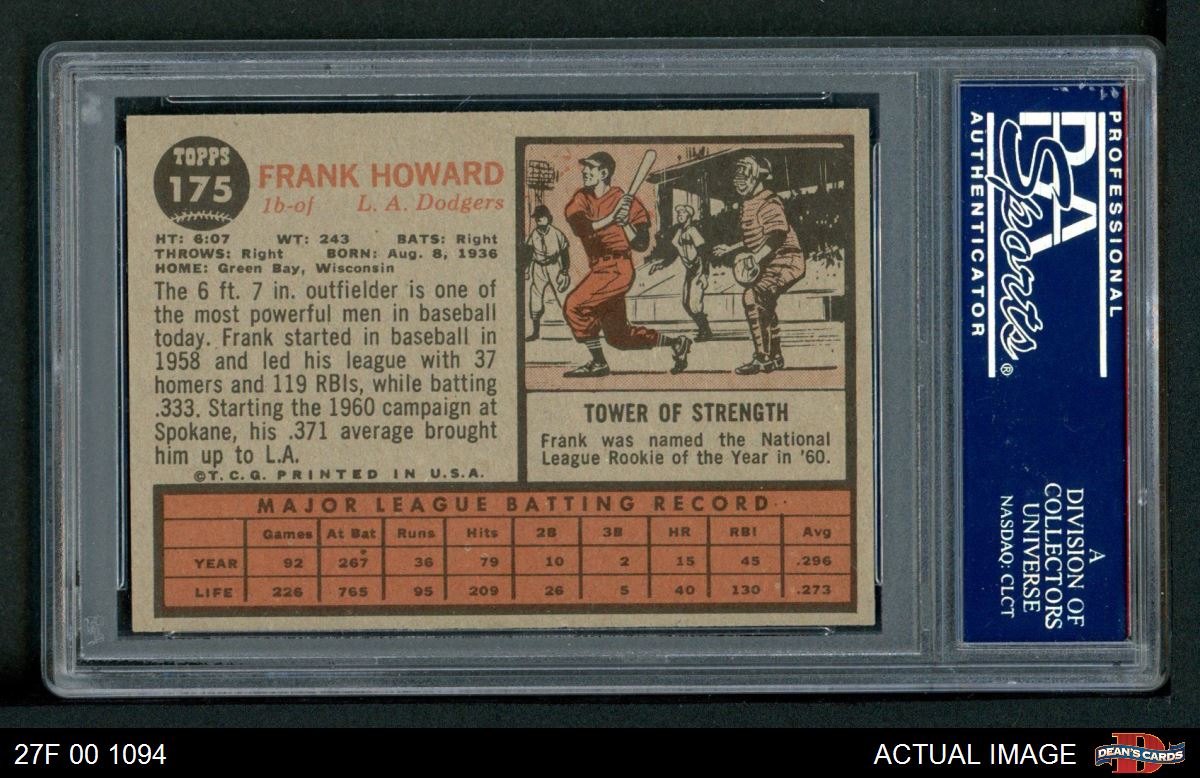 TOPPS
175
FRANK HOWARD
1b-of L. A. Dodgers
HT: 6:07 WT: 243 BATS: Right
THROWS: Right BORN: Aug. 8, 1936
HOME: Green Bay, Wisconsin
The 6 ft. 7 in. outfielder is one of
the most powerful men in baseball
today. Frank started in baseball in
1958 and led his league with 37
homers and 119 RBIs, while batting
.333. Starting the 1960 campaign at
Spokane, his .371 average brought
him up to L.A.
©T.C.G. PRINTED IN U.S.A.
TOWER OF STRENGTH
Frank was named the National
League Rookie of the Year in '60.
MAJOR LEAGUE BATTING RECORD
Games At Bat Runs Hits 2B 3B HR RBI Avg
YEAR 92 267 36 79 10 2 15 45 .296
LIFE 226 765 95 209 26 5 40 130 .273
PROFESSIONAL
PSA
Sports®
AUTHENTICATOR
A
DIVISION OF
COLLECTORS
UNIVERSE
NASDAQ: CLCT
27F 00 1094
ACTUAL IMAGE
D
DEAN'S CARDS